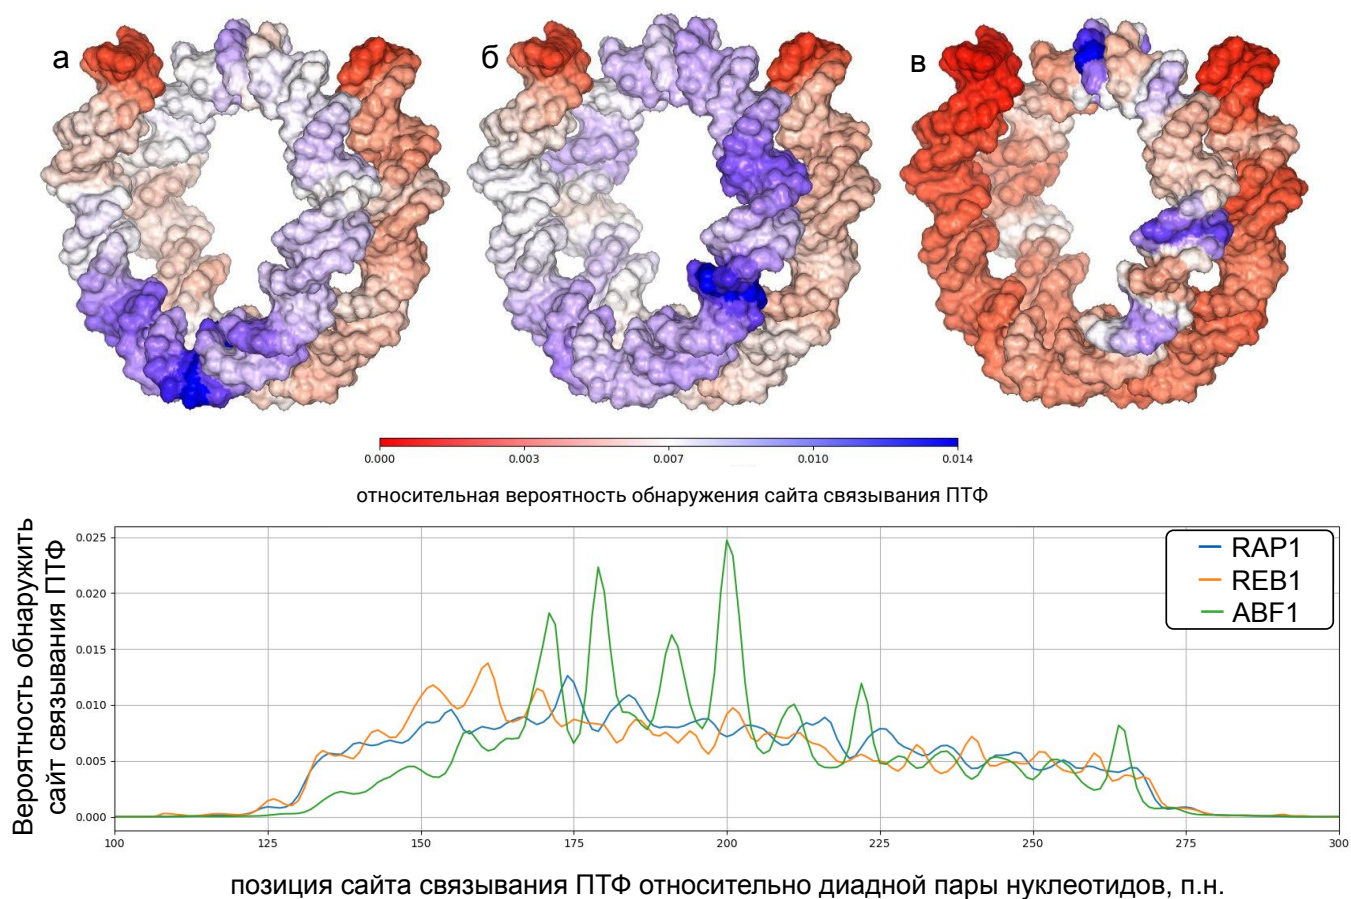 а
б
в
0.000
0.003
0.007
0.010
0.014
относительная вероятность обнаружения сайта связывания ПТФ
Вероятность обнаружить
сайт связывания ПТФ
0.025
0.020
0.015
0.010
0.005
0.000
RAP1
REB1
ABF1
100
125
150
175
200
225
250
275
300
позиция сайта связывания ПТФ относительно диадной пары нуклеотидов, п.н.